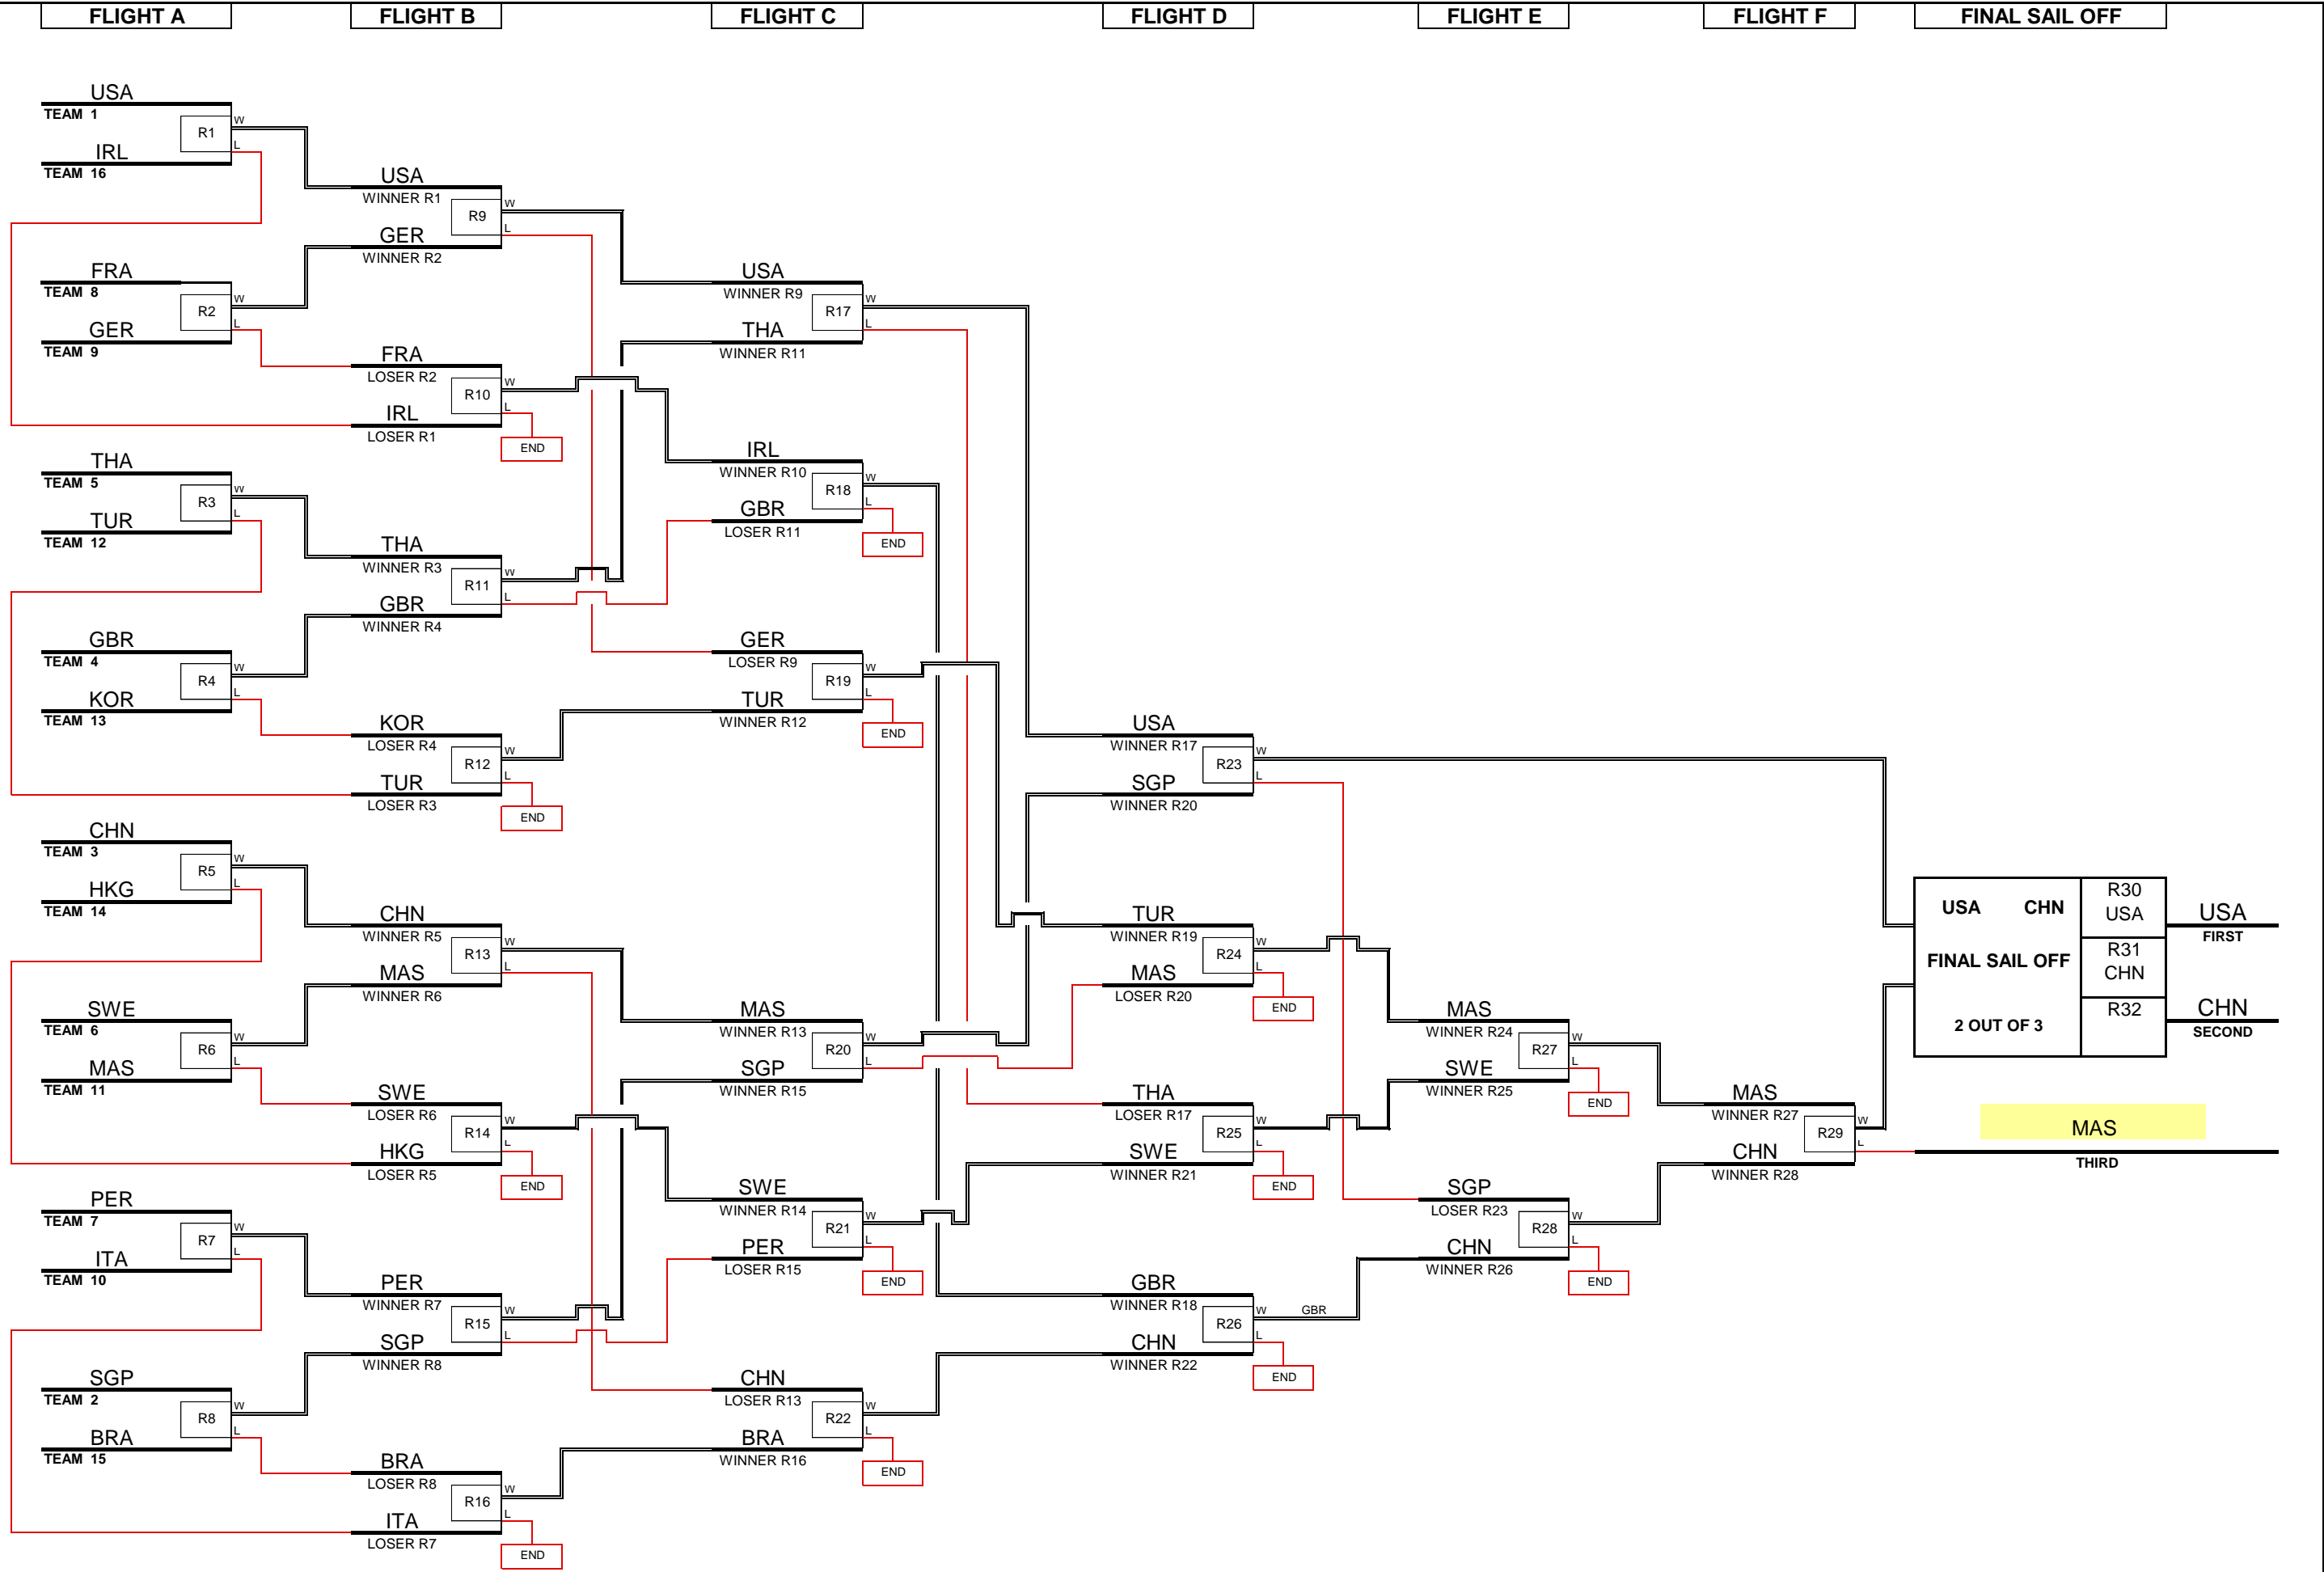 FLIGHT A
FLIGHT B
FLIGHT C
FLIGHT D
FLIGHT E
FLIGHT F
FINAL SAIL OFF
USA
TEAM 1
R1
W
L
IRL
TEAM 16
FRA
TEAM 8
R2
W
L
GER
TEAM 9
THA
TEAM 5
R3
W
L
TUR
TEAM 12
GBR
TEAM 4
R4
W
L
KOR
TEAM 13
CHN
TEAM 3
R5
W
L
HKG
TEAM 14
SWE
TEAM 6
R6
W
L
MAS
TEAM 11
PER
TEAM 7
R7
W
L
ITA
TEAM 10
SGP
TEAM 2
R8
W
L
BRA
TEAM 15
USA
WINNER R1
R9
W
L
GER
WINNER R2
FRA
LOSER R2
R10
W
L
IRL
LOSER R1
END
THA
WINNER R3
R11
W
L
GBR
WINNER R4
KOR
LOSER R4
R12
W
L
TUR
LOSER R3
END
CHN
WINNER R5
R13
W
L
MAS
WINNER R6
SWE
LOSER R6
R14
W
L
HKG
LOSER R5
END
PER
WINNER R7
R15
W
L
SGP
WINNER R8
BRA
LOSER R8
R16
W
L
ITA
LOSER R7
END
USA
WINNER R9
R17
W
L
THA
WINNER R11
IRL
WINNER R10
R18
W
L
GBR
LOSER R11
END
GER
LOSER R9
R19
W
L
TUR
WINNER R12
END
MAS
WINNER R13
R20
W
L
SGP
WINNER R15
SWE
WINNER R14
R21
W
L
PER
LOSER R15
END
CHN
LOSER R13
R22
W
L
BRA
WINNER R16
END
USA
WINNER R17
R23
W
L
SGP
WINNER R20
TUR
WINNER R19
R24
W
L
MAS
LOSER R20
END
THA
LOSER R17
R25
W
L
SWE
WINNER R21
END
GBR
WINNER R18
R26
W
GBR
L
CHN
WINNER R22
END
MAS
WINNER R24
R27
W
L
SWE
WINNER R25
END
SGP
LOSER R23
R28
W
L
CHN
WINNER R26
END
MAS
WINNER R27
R29
W
L
CHN
WINNER R28
USA CHN
FINAL SAIL OFF
2 OUT OF 3
R30
USA
R31
CHN
R32
USA
FIRST
CHN
SECOND
MAS
THIRD